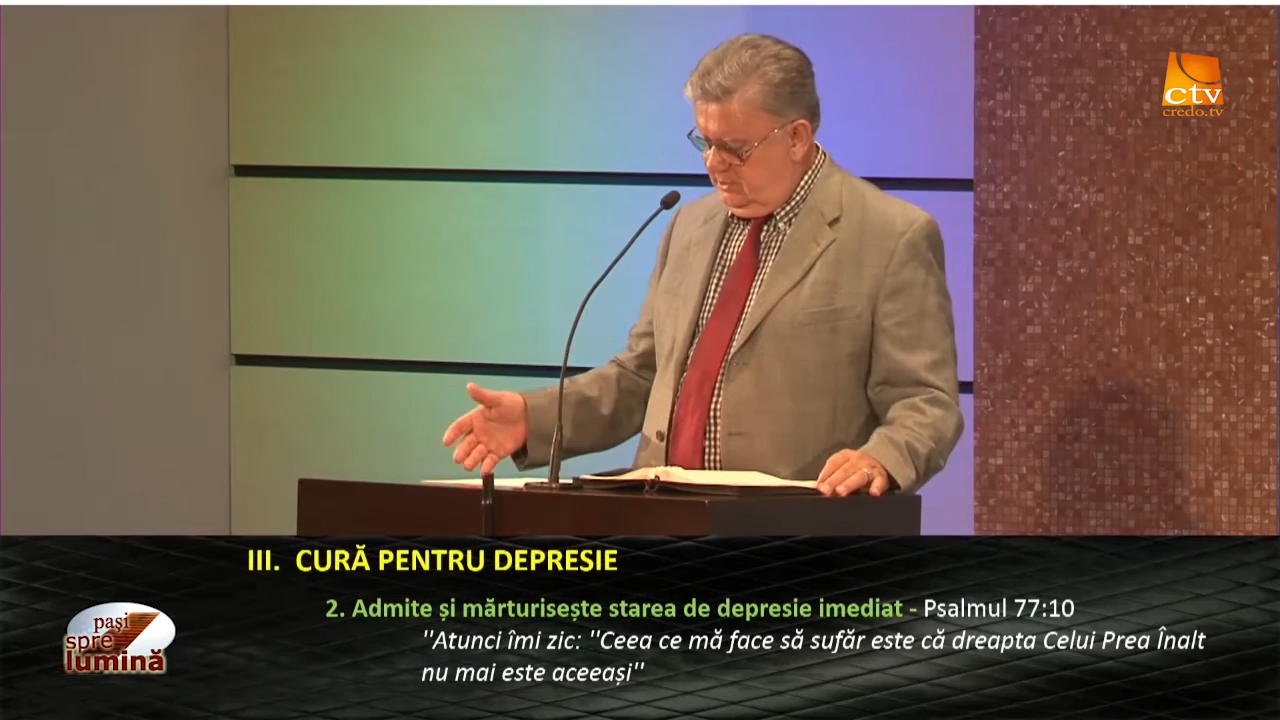 ctv
credo.tv
III. CURĂ PENTRU DEPRESIE
2. Admite și mărturisește starea de depresie imediat - Psalmul 77:10
"Atunci îmi zic: "Ceea ce mă face să sufăr este că dreapta Celui Prea Înalt
nu mai este aceeași"
pași
spre
lumină